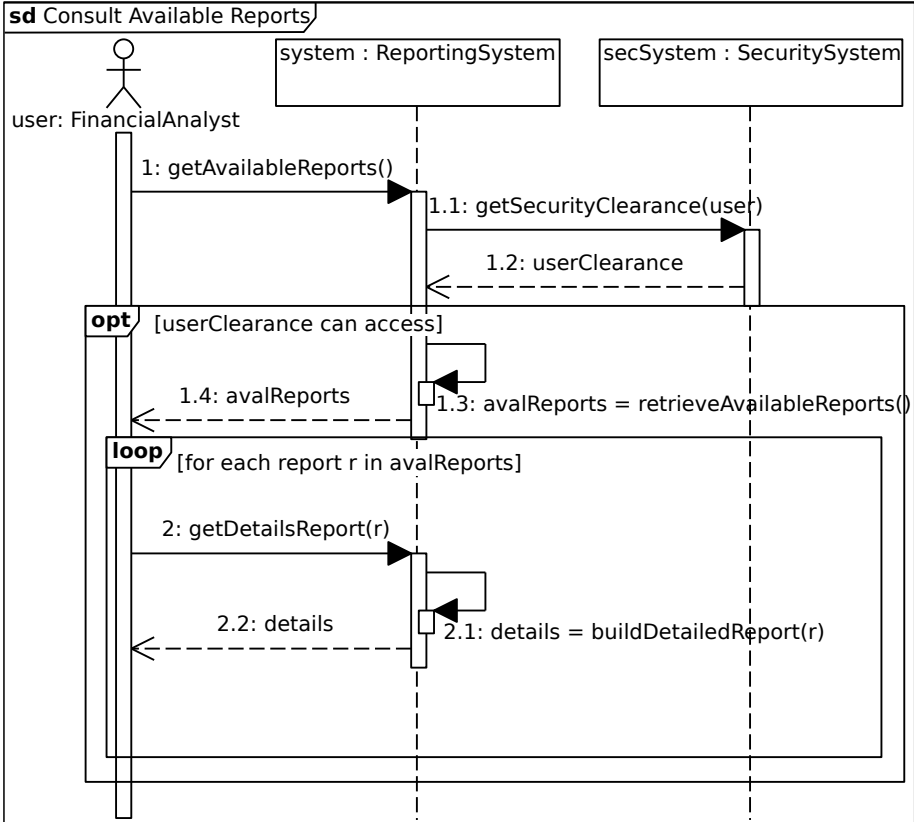 sd Consult Available Reports
system : ReportingSystem
secSystem : SecuritySystem
user: FinancialAnalyst
1: getAvailableReports()
1.1: getSecurityClearance(user)
1.2: userClearance
opt [userClearance can access]
1.4: avalReports
1.3: avalReports = retrieveAvailableReports()
loop [for each report r in avalReports]
2: getDetailsReport(r)
2.2: details
2.1: details = buildDetailedReport(r)